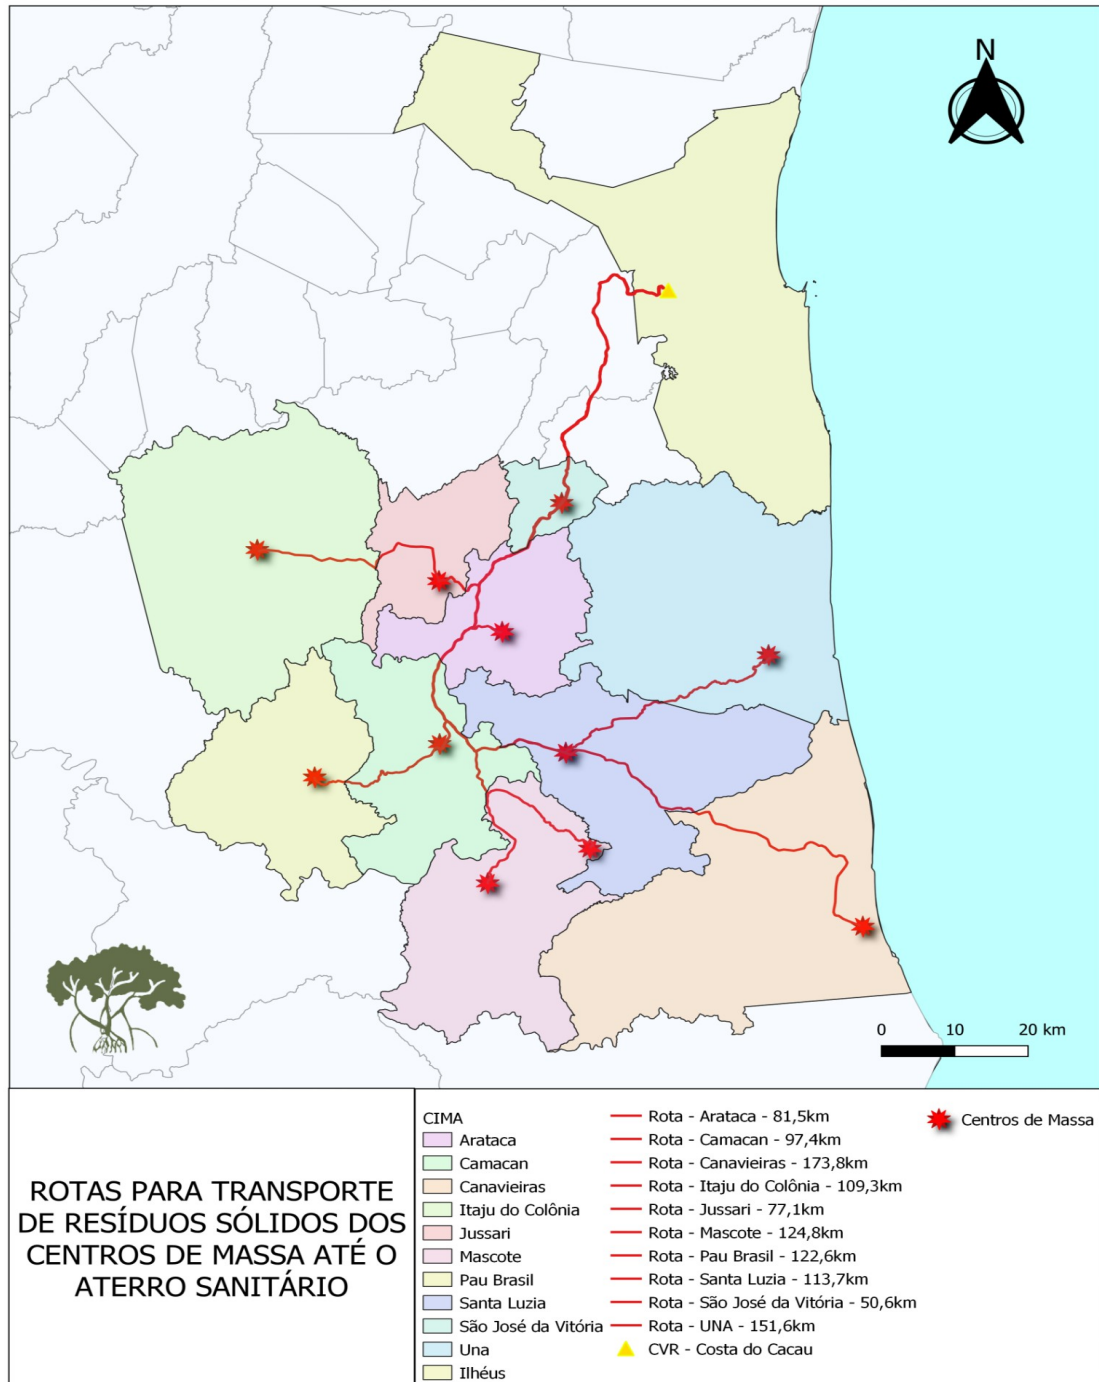 N
0 10 20 km
ROTAS PARA TRANSPORTE
DE RESÍDUOS SÓLIDOS DOS
CENTROS DE MASSA ATÉ O
ATERRO SANITÁRIO
CIMA
Arataca
Camacan
Canavieiras
Itaju do Colônia
Jussari
Mascote
Pau Brasil
Santa Luzia
São José da Vitória
Una
Ilhéus
Rota - Arataca - 81,5km
Rota - Camacan - 97,4km
Rota - Canavieiras - 173,8km
Rota - Itaju do Colônia - 109,3km
Rota - Jussari - 77,1km
Rota - Mascote - 124,8km
Rota - Pau Brasil - 122,6km
Rota - Santa Luzia - 113,7km
Rota - São José da Vitória - 50,6km
Rota - UNA - 151,6km
CVR - Costa do Cacau
Centros de Massa